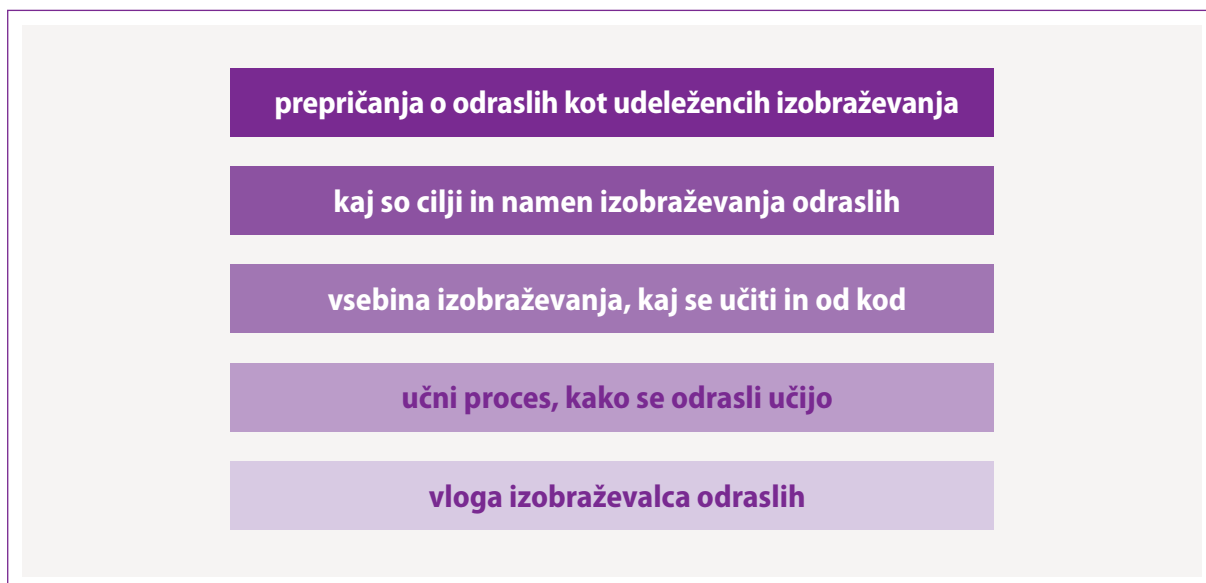 prepričanja o odraslih kot udeležencih izobraževanja
kaj so cilji in namen izobraževanja odraslih
vsebina izobraževanja, kaj se učiti in od kod
učni proces, kako se odrasli učijo
vloga izobraževalca odraslih